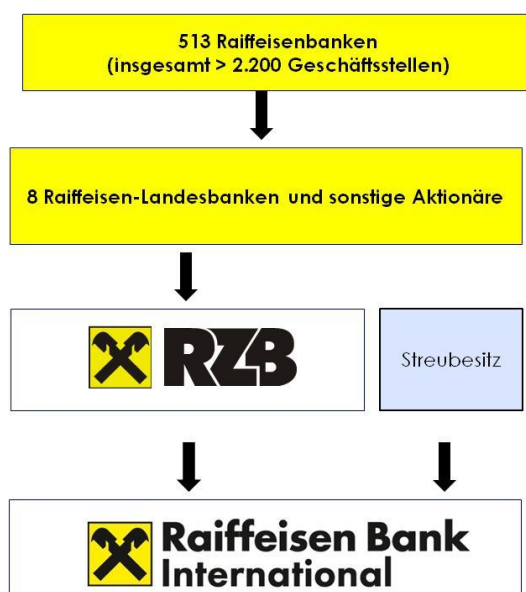 513 Raiffeisenbanken
(insgesamt > 2.200 Geschäftsstellen)
8 Raiffeisen-Landesbanken und sonstige Aktionäre
RZB
Streubesitz
Raiffeisen Bank
International